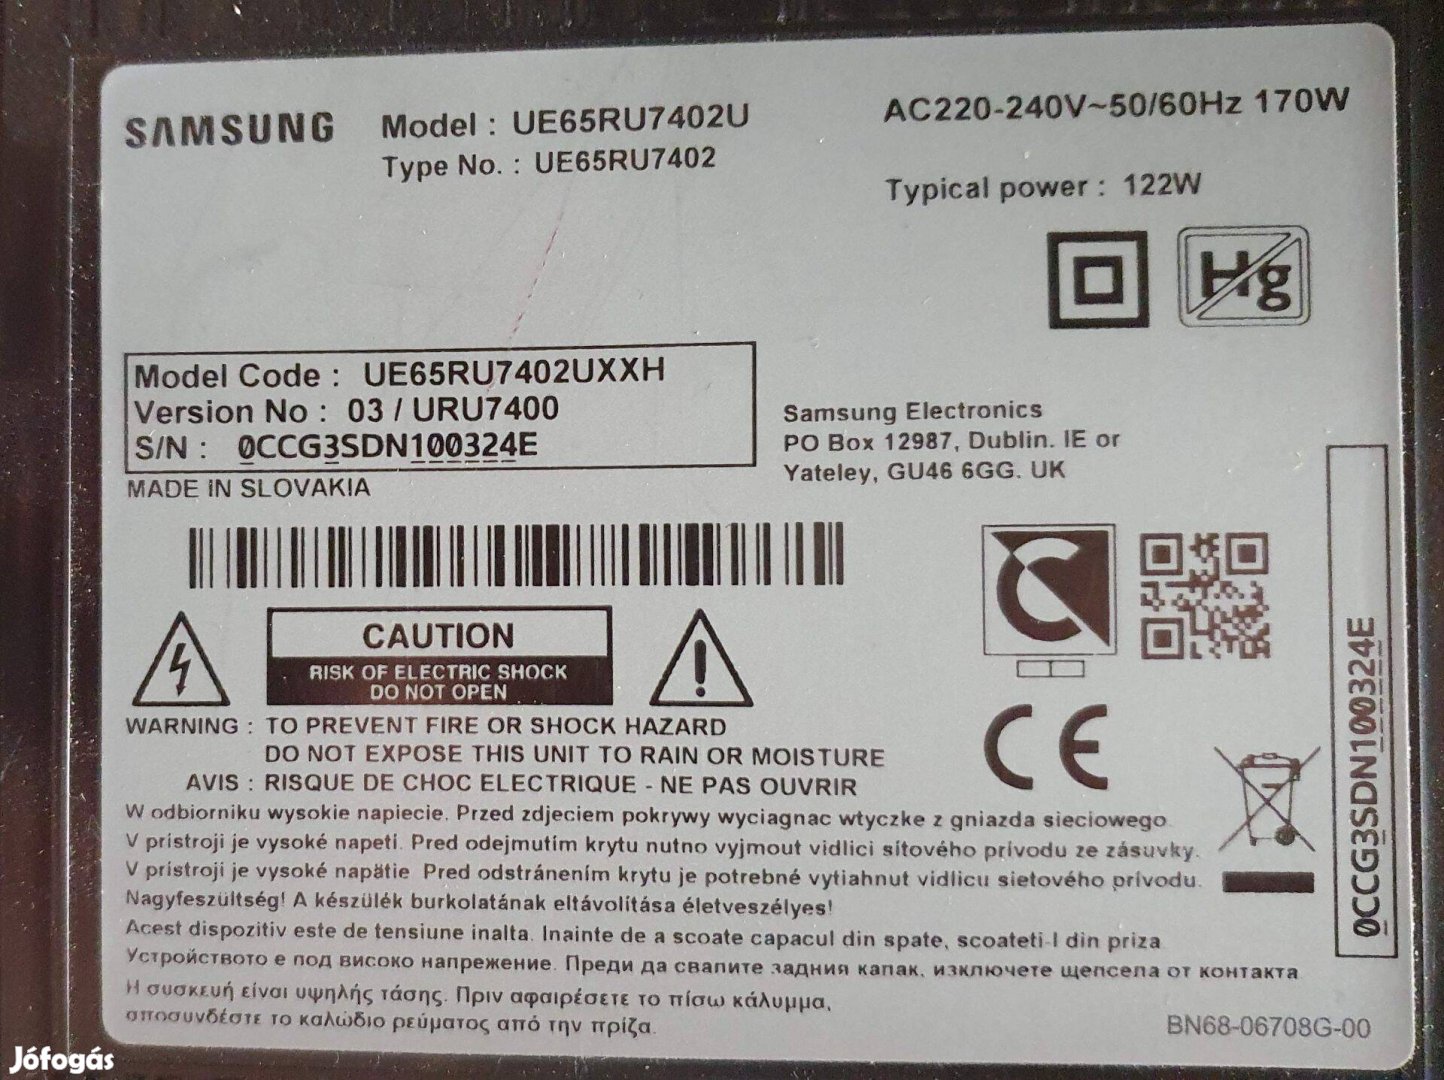 SAMSUNG
Model : UE65RU7402U
Type No. : UE65RU7402
AC220-240V~50/60Hz 170W
Typical power : 122W
Hg
Model Code : UE65RU7402UXXH
Version No : 03 / URU7400
S/N : 0CCG3SDN100324E
MADE IN SLOVAKIA
Samsung Electronics
PO Box 12987, Dublin. IE or
Yateley, GU46 6GG. UK
CAUTION
RISK OF ELECTRIC SHOCK
DO NOT OPEN
WARNING : TO PREVENT FIRE OR SHOCK HAZARD
DO NOT EXPOSE THIS UNIT TO RAIN OR MOISTURE
AVIS : RISQUE DE CHOC ELECTRIQUE - NE PAS OUVRIR
CE
0CCG3SDN100324E
W odbiorniku wysokie napiecie. Przed zdjeciem pokrywy wyciagnac wtyczke z gniazda sieciowego.
V prístroji je vysoké napetí. Pred odejmutím krytu nutno vyjmout vidlici sítového prívodu ze zásuvky.
V prístroji je vysoké napätie Pred odstránením krytu je potrebné vytiahnut vidlicu sietového prívodu.
Nagyfeszültség! A készülék burkolatának eltávolítása életveszélyes!
Acest dispozitiv este de tensiune inalta. Inainte de a scoate capacul din spate, scoateti-l din priza
Устройството е под високо напрежение. Преди да свалите задния капак, изключете щепсела от контакта
Η συσκευή είναι υψηλής τάσης. Πριν αφαιρέσετε το πίσω κάλυμμα,
αποσυνδέστε το καλώδιο ρεύματος από την πρίζα.
BN68-06708G-00
Jófogás